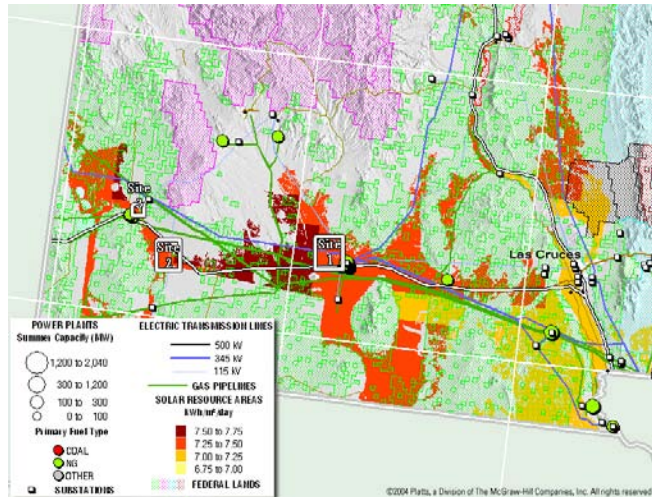 Site
3
Site
2
Site
1
Las Cruces
POWER PLANTS
Summer Capacity (MW)
1,200 to 2,040
300 to 1,200
100 to 300
0 to 100
Primary Fuel Type
COAL
NG
OTHER
SUBSTATIONS
ELECTRIC TRANSMISSION LINES
500 kV
345 kV
115 kV
GAS PIPELINES
SOLAR RESOURCE AREAS
kWh/m²/day
7.50 to 7.75
7.25 to 7.50
7.00 to 7.25
6.75 to 7.00
FEDERAL LANDS
©2004 Platts, a Division of The McGraw-Hill Companies, Inc. All rights reserved